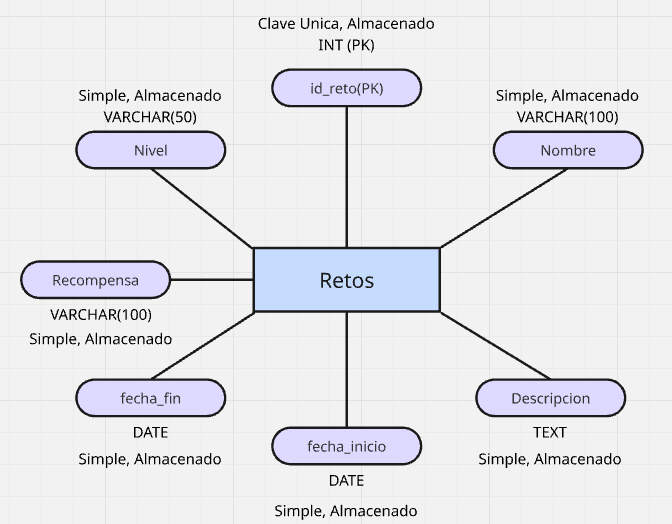 Clave Unica, Almacenado
INT (PK)
id_reto(PK)
Simple, Almacenado
VARCHAR(50)
Nivel
Simple, Almacenado
VARCHAR(100)
Nombre
Retos
Recompensa
VARCHAR(100)
Simple, Almacenado
fecha_fin
DATE
Simple, Almacenado
fecha_inicio
DATE
Simple, Almacenado
Descripcion
TEXT
Simple, Almacenado